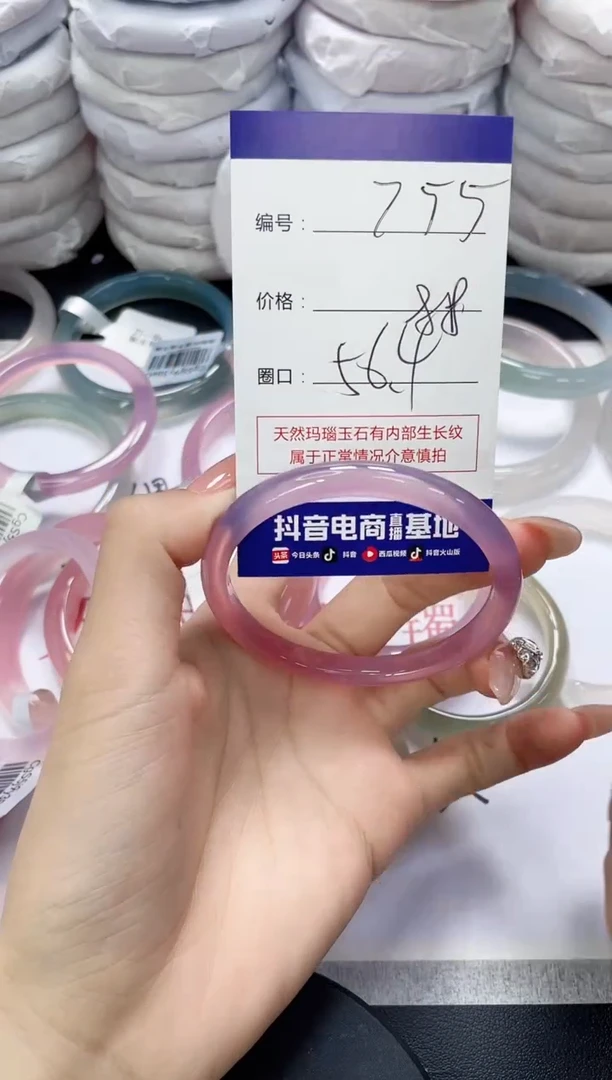 编号：755
价格：88
圈口：56.4
天然玛瑙玉石有内部生长纹
属于正常情况介意慎拍
抖音电商直播基地
头条 今日头条 抖音 西瓜视频 抖音火山版